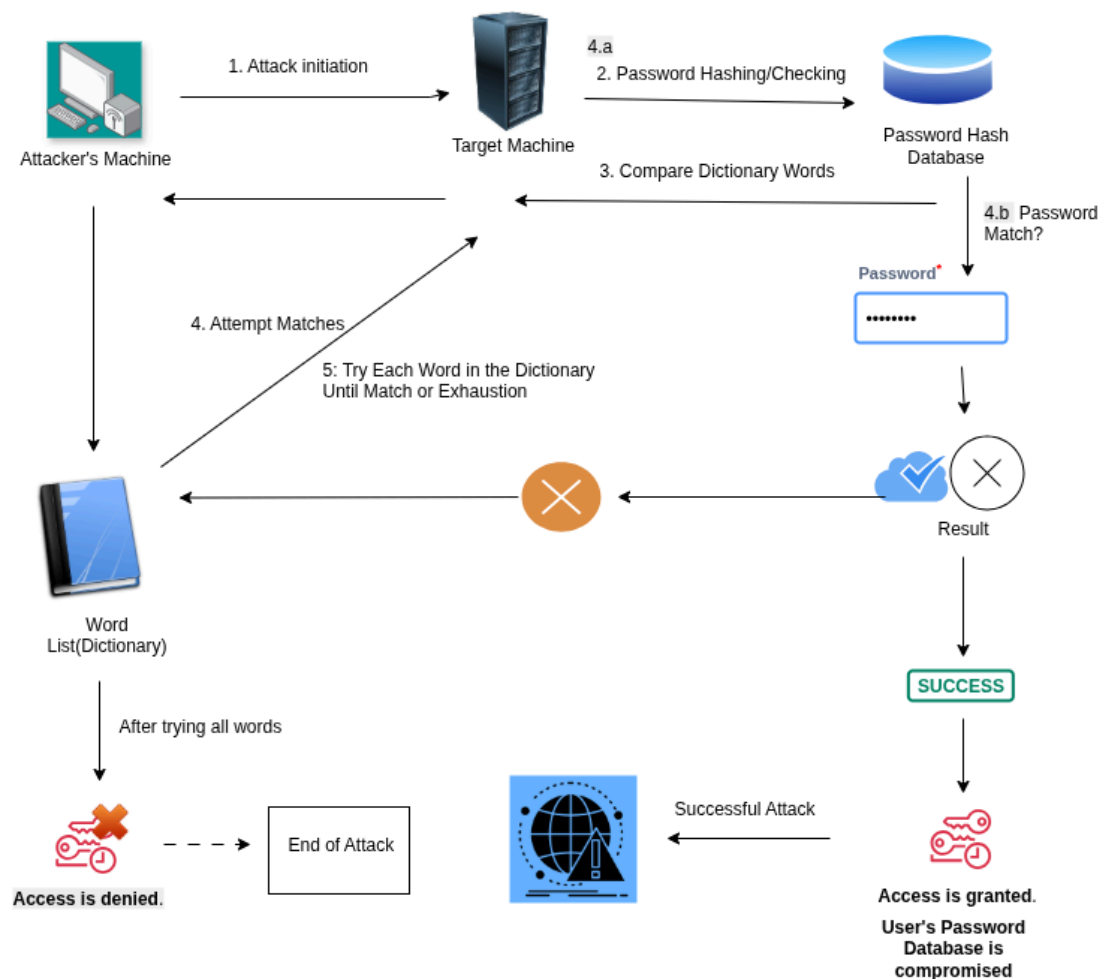 1. Attack initiation
4.a
2. Password Hashing/Checking
Attacker's Machine
Target Machine
Password Hash
Database
3. Compare Dictionary Words
4.b Password
Match?
Password*
••••••••
4. Attempt Matches
5: Try Each Word in the Dictionary
Until Match or Exhaustion
Result
Word
List(Dictionary)
SUCCESS
After trying all words
Successful Attack
End of Attack
Access is denied.
Access is granted.
User's Password
Database is
compromised